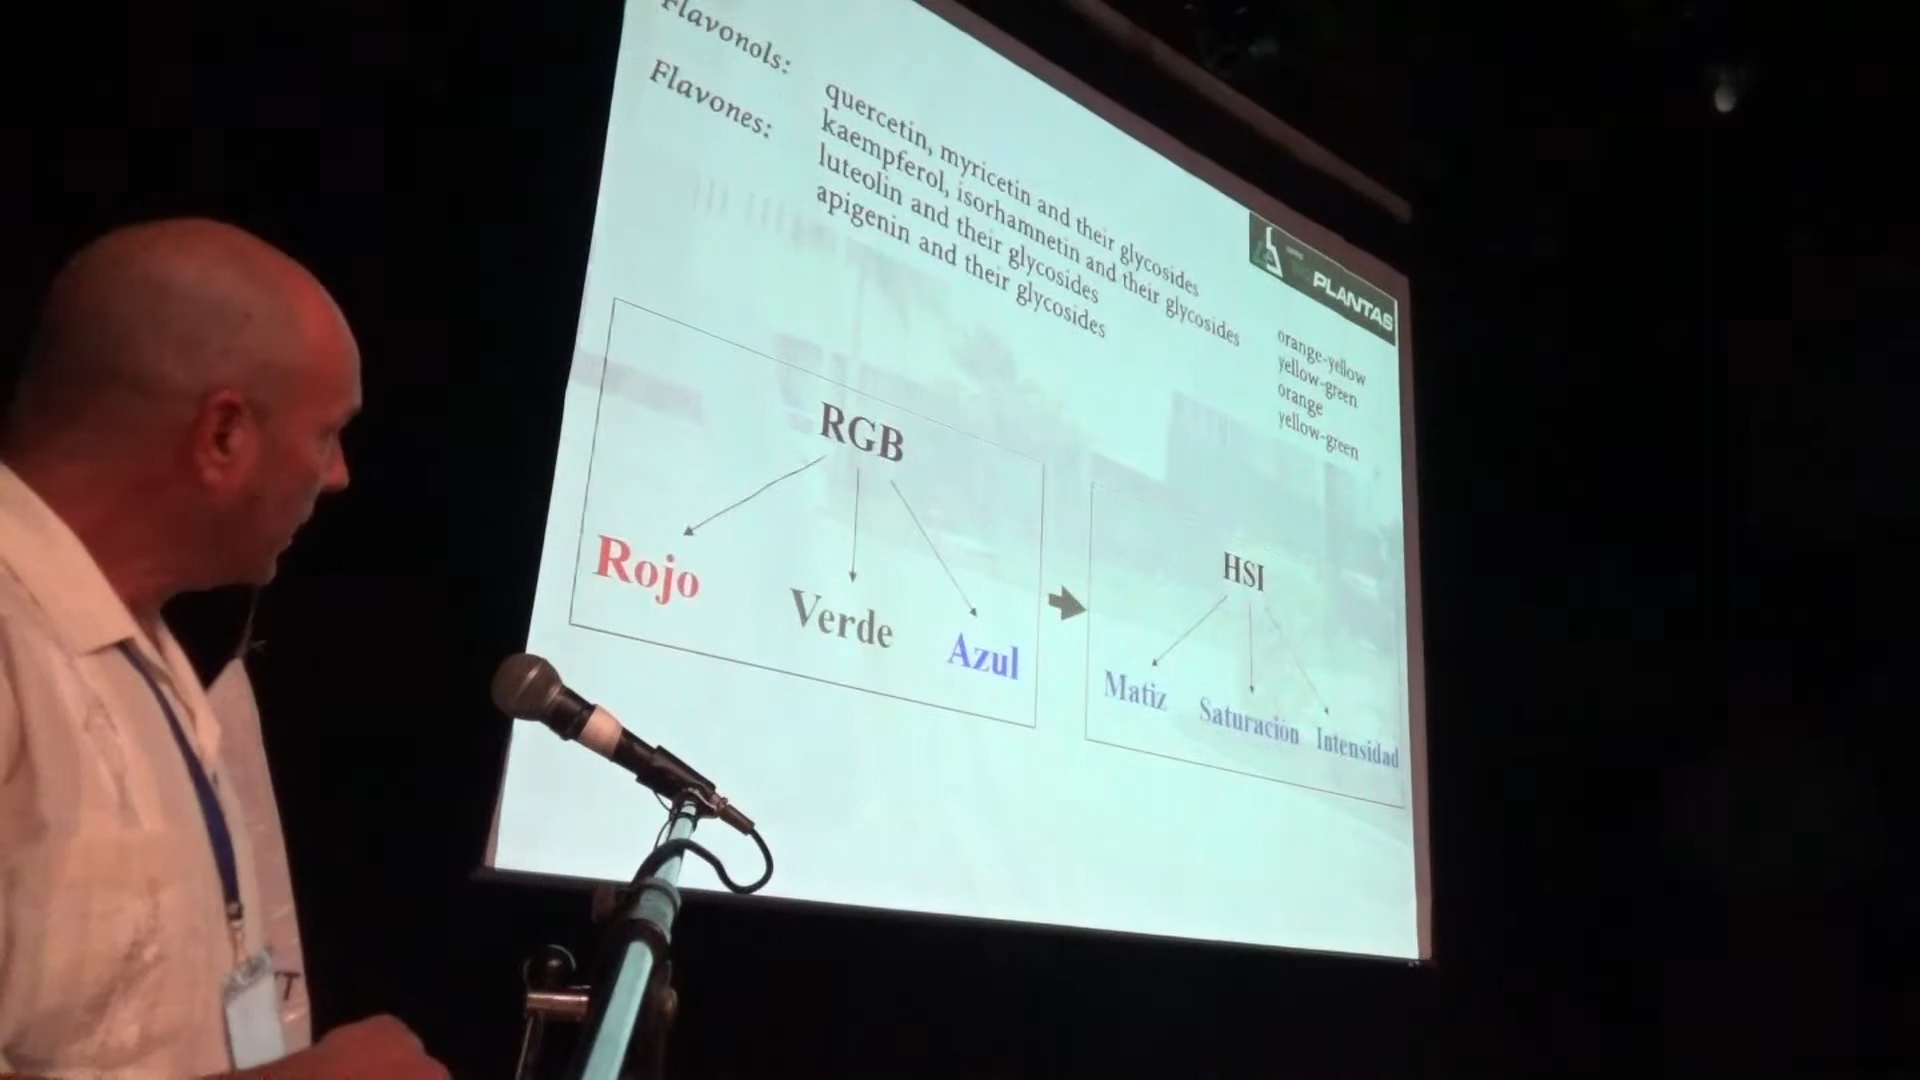 Flavonols:
quercetin, myricetin and their glycosides
orange-yellow
kaempferol, isorhamnetin and their glycosides
yellow-green
Flavones:
luteolin and their glycosides
orange
apigenin and their glycosides
yellow-green
PLANTAS
RGB
Rojo
Verde
Azul
HSI
Matiz
Saturación
Intensidad